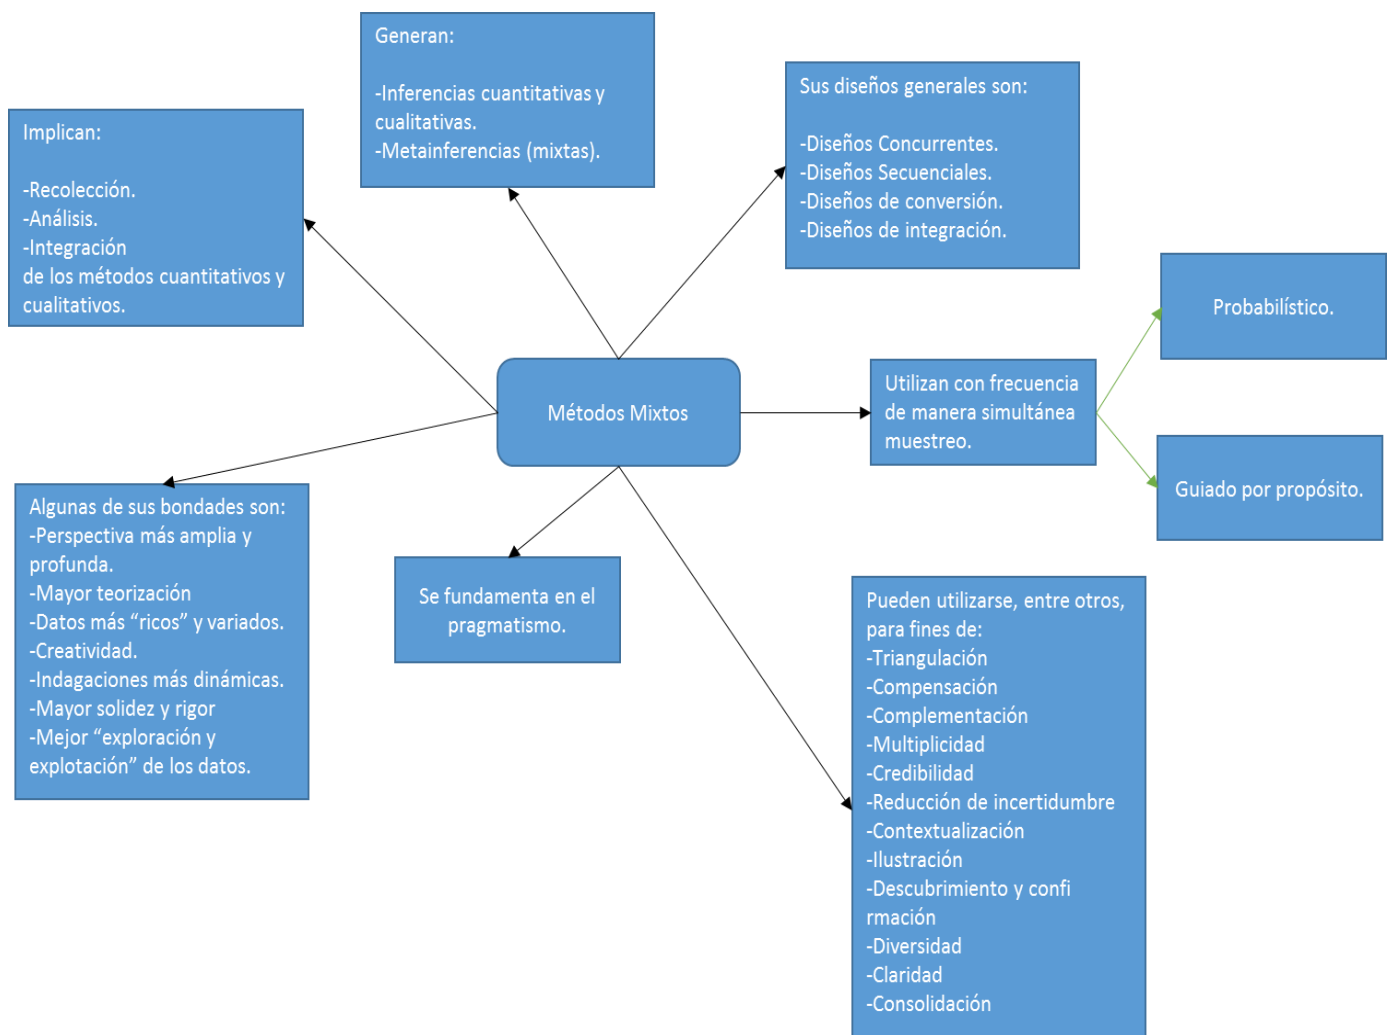 Generan:
-Inferencias cuantitativas y
cualitativas.
-Metainferencias (mixtas).
Sus diseños generales son:
-Diseños Concurrentes.
-Diseños Secuenciales.
-Diseños de conversión.
-Diseños de integración.
Implican:
-Recolección.
-Análisis.
-Integración
de los métodos cuantitativos y
cualitativos.
Probabilístico.
Métodos Mixtos
Utilizan con frecuencia
de manera simultánea
muestreo.
Guiado por propósito.
Algunas de sus bondades son:
-Perspectiva más amplia y
profunda.
-Mayor teorización
-Datos más “ricos” y variados.
-Creatividad.
-Indagaciones más dinámicas.
-Mayor solidez y rigor
-Mejor “exploración y
explotación” de los datos.
Se fundamenta en el
pragmatismo.
Pueden utilizarse, entre otros,
para fines de:
-Triangulación
-Compensación
-Complementación
-Multiplicidad
-Credibilidad
-Reducción de incertidumbre
-Contextualización
-Ilustración
-Descubrimiento y confi
rmación
-Diversidad
-Claridad
-Consolidación